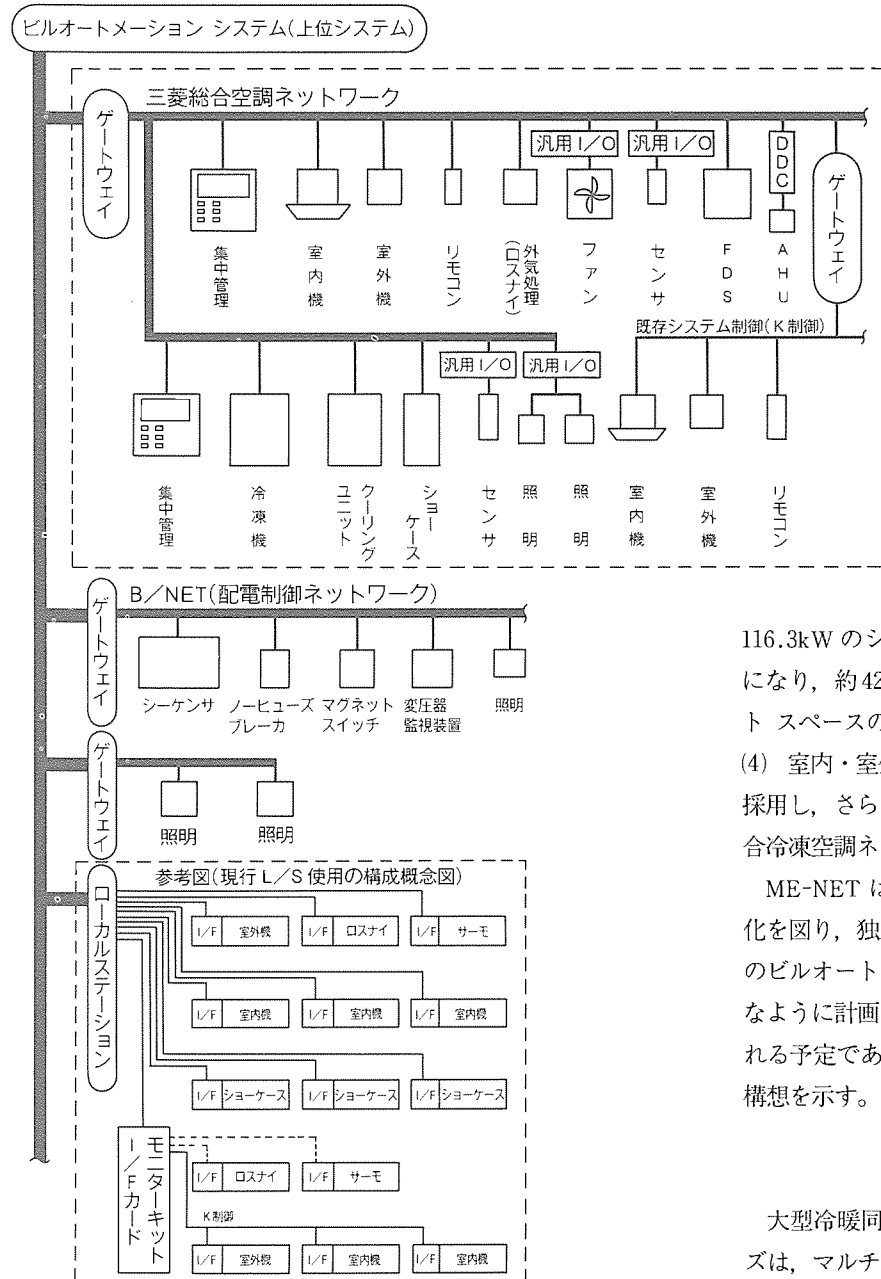 ビルオートメーション システム(上位システム)
三菱総合空調ネットワーク
ゲートウェイ
汎用 I/O
汎用 I/O
DDC
ゲートウェイ
集中管理
室内機
室外機
リモコン
外気処理
(ロスナイ)
ファン
センサ
FDS
AHU
既存システム制御(K制御)
汎用 I/O
汎用 I/O
集中管理
冷凍機
クーリング
ユニット
ショー
ケース
センサ
照明
照明
室内機
室外機
リモコン
B/NET(配電制御ネットワーク)
ゲートウェイ
シーケンサ
ノーヒューズ
ブレーカ
マグネット
スイッチ
変圧器
監視装置
照明
ゲートウェイ
照明
照明
参考図(現行 L/S 使用の構成概念図)
ローカルステーション
I/F 室外機
I/F ロスナイ
I/F サーモ
I/F 室内機
I/F 室内機
I/F 室内機
I/F ショーケース
I/F ショーケース
I/F ショーケース
モニターキット
I/Fカード
I/F ロスナイ
I/F サーモ
K制御
I/F 室外機
I/F 室内機
I/F 室内機
116.3kW のシ
になり，約42
ト スペースの
(4) 室内・室
採用し，さら
合冷凍空調ネ
ME-NET は
化を図り，独
のビルオート
なように計画
れる予定であ
構想を示す。
大型冷暖同
ズは，マルチ